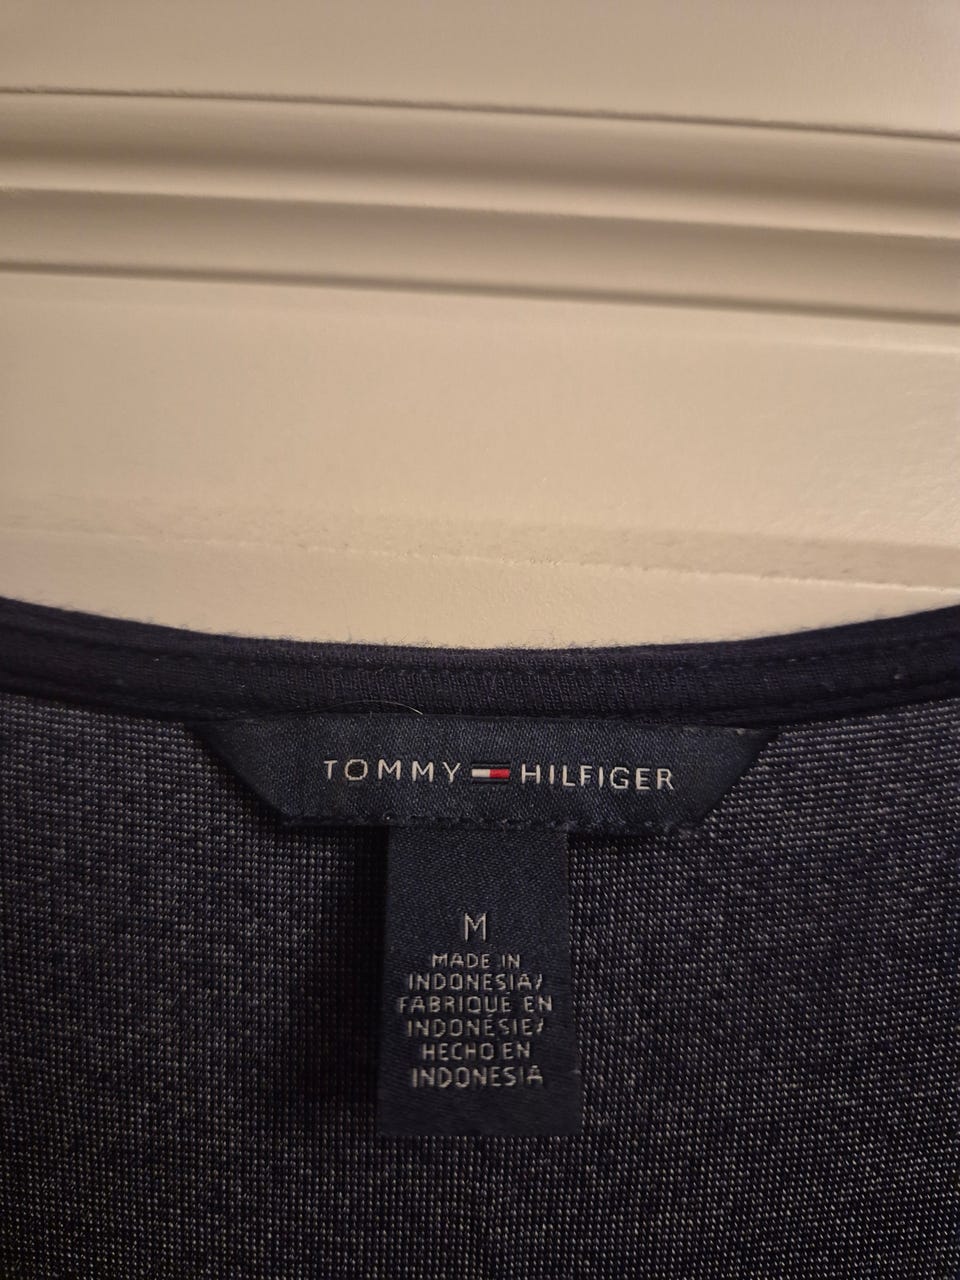 TOMMY HILFIGER
M
MADE IN
INDONESIA/
FABRIQUÉ EN
INDONÉSIE/
HECHO EN
INDONESIA